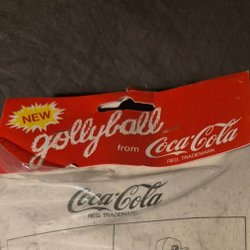 NEW
gollyball
from Coca-Cola
REG. TRADEMARK
Coca-Cola
REG. TRADEMARK